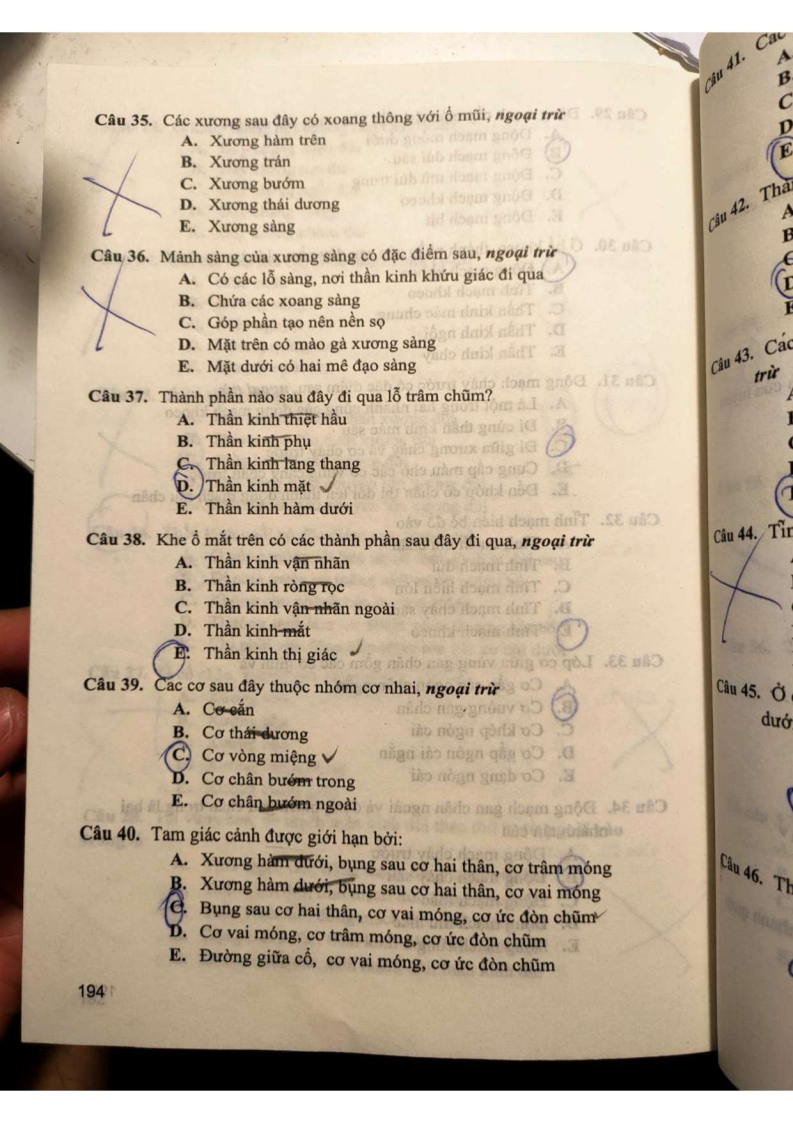 Câu 35. Các xương sau đây có xoang thông với ổ mũi, ngoại trừ
A. Xương hàm trên
B. Xương trán
C. Xương bướm
D. Xương thái dương
E. Xương sàng
Câu 36. Mảnh sàng của xương sàng có đặc điểm sau, ngoại trừ
A. Có các lỗ sàng, nơi thần kinh khứu giác đi qua
B. Chứa các xoang sàng
C. Góp phần tạo nên nền sọ
D. Mặt trên có mào gà xương sàng
E. Mặt dưới có hai mê đạo sàng
Câu 37. Thành phần nào sau đây đi qua lỗ trâm chũm?
A. Thần kinh thiệt hầu
B. Thần kinh phụ
C. Thần kinh lang thang
D. Thần kinh mặt
E. Thần kinh hàm dưới
Câu 38. Khe ổ mắt trên có các thành phần sau đây đi qua, ngoại trừ
A. Thần kinh vận nhãn
B. Thần kinh ròng rọc
C. Thần kinh vận nhãn ngoài
D. Thần kinh mắt
E. Thần kinh thị giác
Câu 39. Các cơ sau đây thuộc nhóm cơ nhai, ngoại trừ
A. Cơ cắn
B. Cơ thái dương
C. Cơ vòng miệng
D. Cơ chân bướm trong
E. Cơ chân bướm ngoài
Câu 40. Tam giác cảnh được giới hạn bởi:
A. Xương hàm dưới, bụng sau cơ hai thân, cơ trâm móng
B. Xương hàm dưới, bụng sau cơ hai thân, cơ vai móng
C. Bụng sau cơ hai thân, cơ vai móng, cơ ức đòn chũm
D. Cơ vai móng, cơ trâm móng, cơ ức đòn chũm
E. Đường giữa cổ, cơ vai móng, cơ ức đòn chũm
194
Câu 41.
A
B
C
D
E
Câu 42.
A
B
Câu 43. Các
trừ
Câu 44.
Câu 45. Ở
dướ
Câu 46.